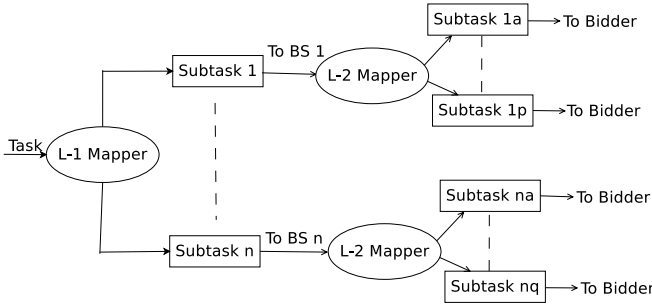 Task
L-1 Mapper
Subtask 1
To BS 1
L-2 Mapper
Subtask 1a
To Bidder
Subtask 1p
To Bidder
Subtask n
To BS n
L-2 Mapper
Subtask na
To Bidder
Subtask nq
To Bidder